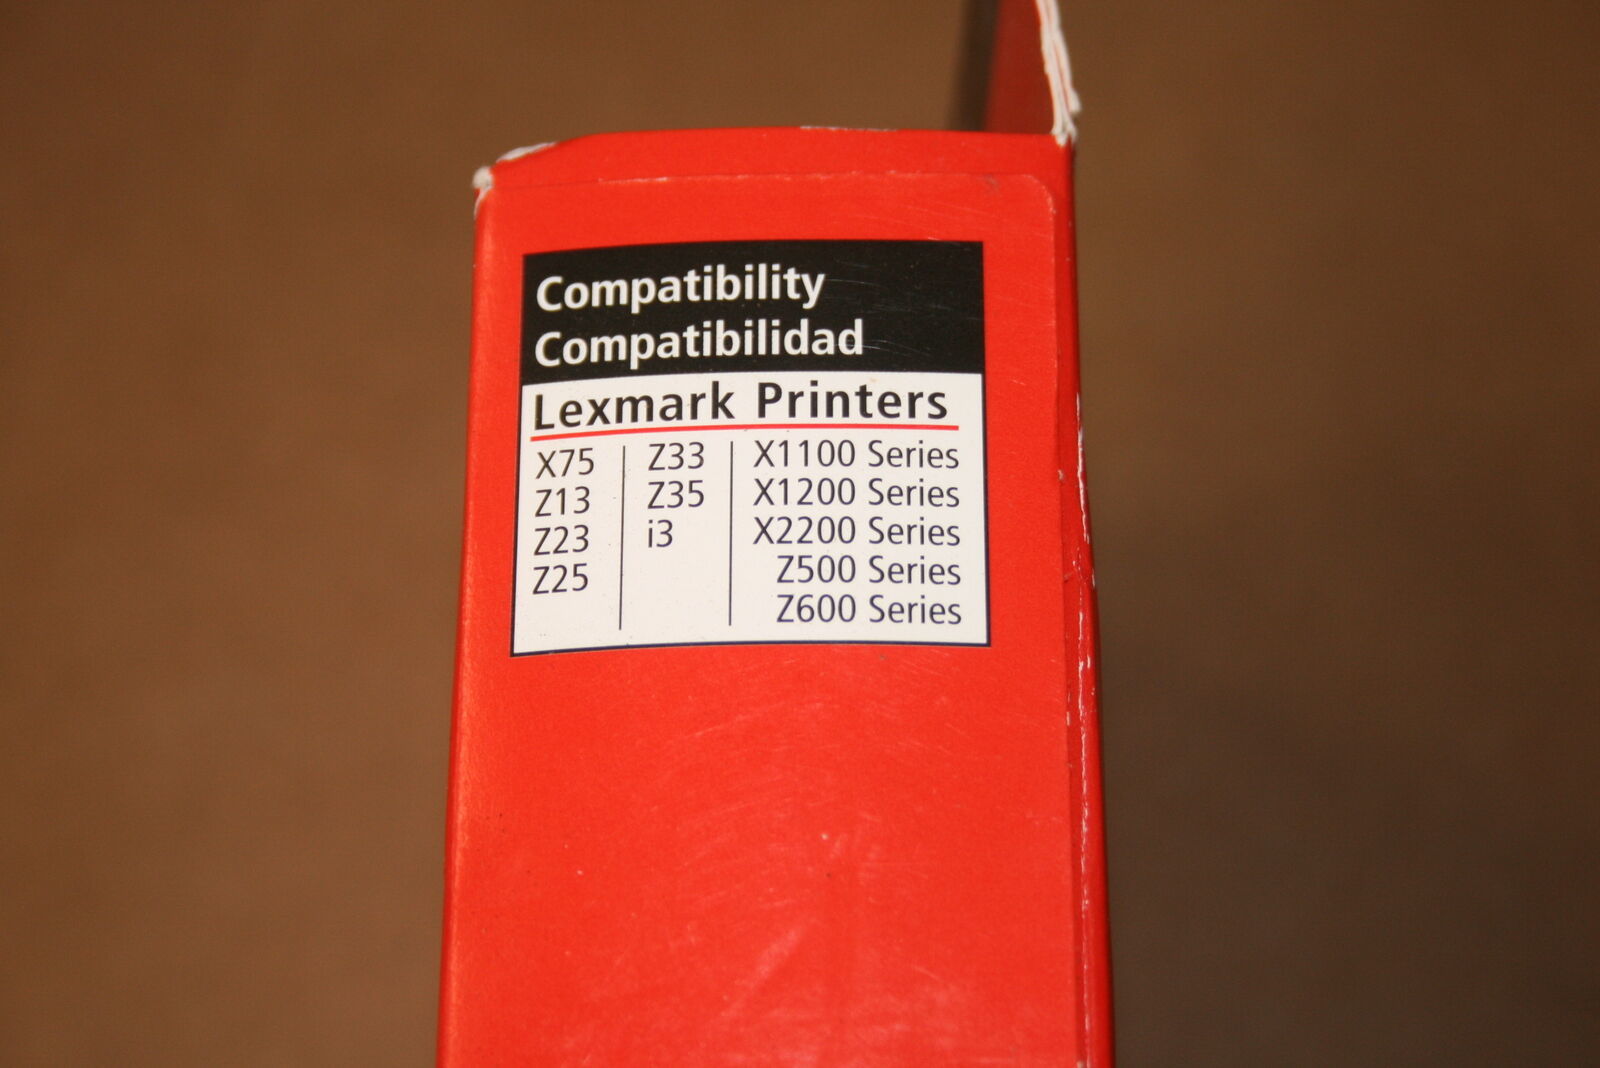 Compatibility
Compatibilidad
Lexmark Printers
X75
Z13
Z23
Z25
Z33
Z35
i3
X1100 Series
X1200 Series
X2200 Series
Z500 Series
Z600 Series